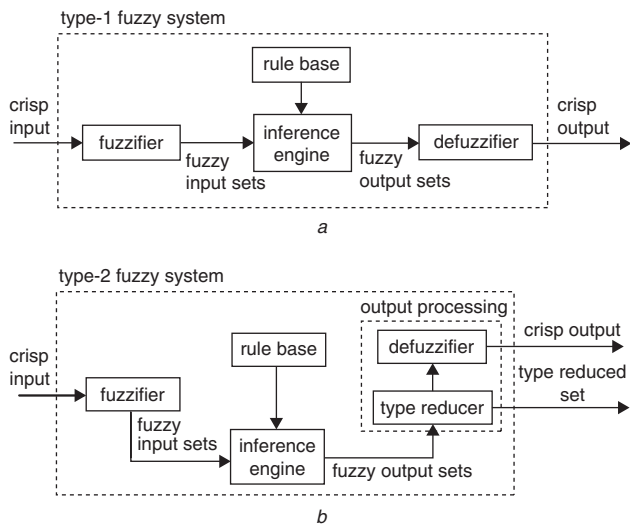 type-1 fuzzy system
rule base
crisp
input
crisp
output
fuzzifier
inference
engine
defuzzifier
fuzzy
input sets
fuzzy
output sets
a
type-2 fuzzy system
output processing
crisp output
rule base
defuzzifier
crisp
input
type reduced
set
fuzzifier
type reducer
fuzzy
input sets
inference
engine
fuzzy output sets
b